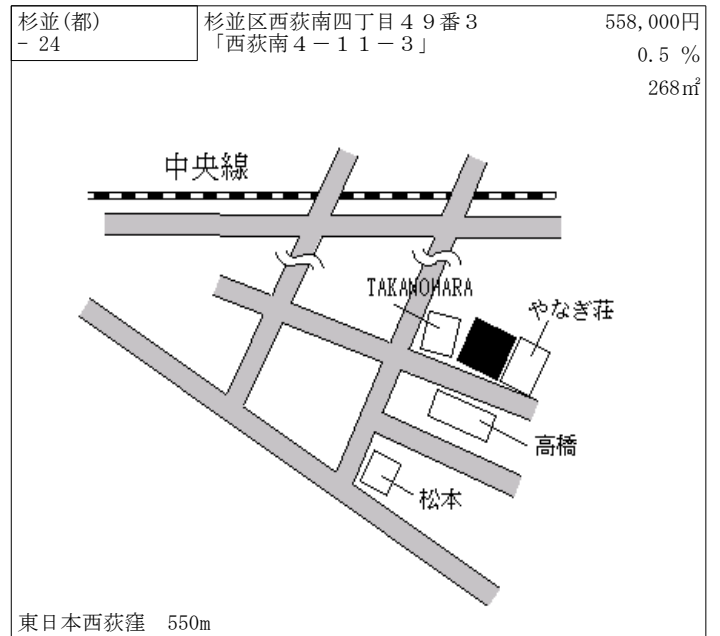 杉並(都)
- 24
杉並区西荻南四丁目４９番３
「西荻南４－１１－３」
558,000円
0.5 %
268㎡
中央線
TAKANOHARA
やなぎ荘
高橋
松本
東日本西荻窪 550m